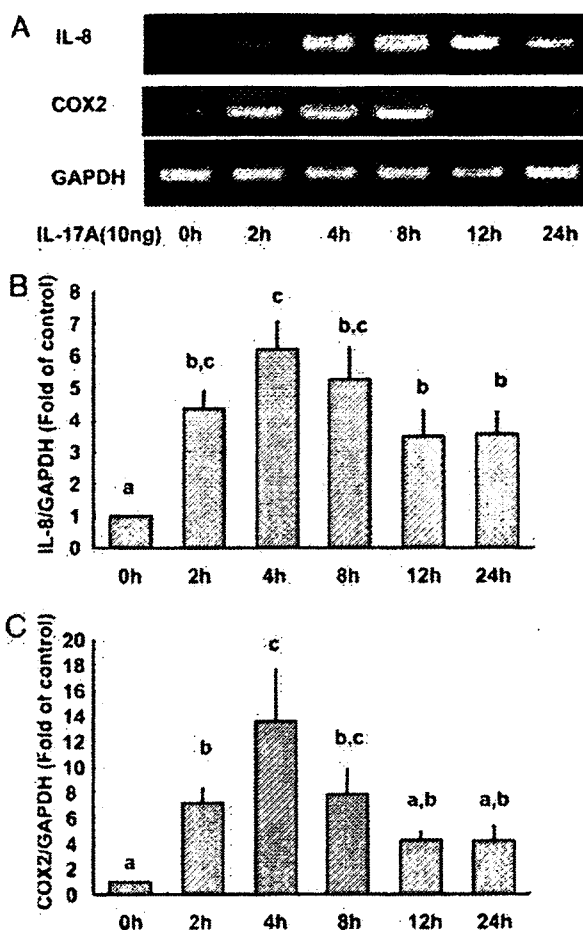 A
IL-8
COX2
GAPDH
IL-17A(10ng) 0h 2h 4h 8h 12h 24h
B
IL-8/GAPDH (Fold of control)
8
7
6
5
4
3
2
1
0
a
b,c
c
b,c
b
b
0h 2h 4h 8h 12h 24h
C
COX2/GAPDH (Fold of control)
20
18
16
14
12
10
8
6
4
2
0
a
b
c
b,c
a,b
a,b
0h 2h 4h 8h 12h 24h